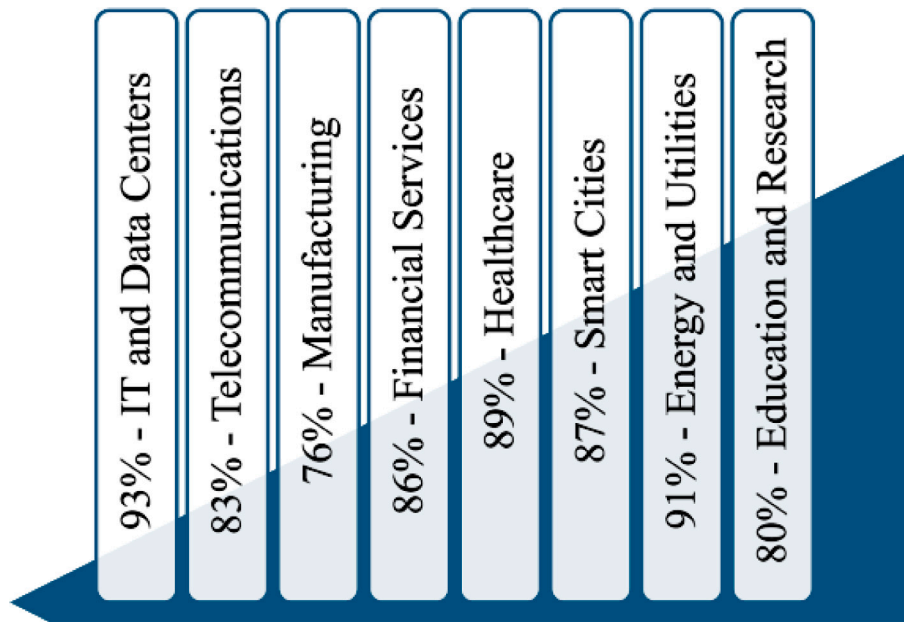 93% - IT and Data Centers
83% - Telecommunications
76% - Manufacturing
86% - Financial Services
89% - Healthcare
87% - Smart Cities
91% - Energy and Utilities
80% - Education and Research